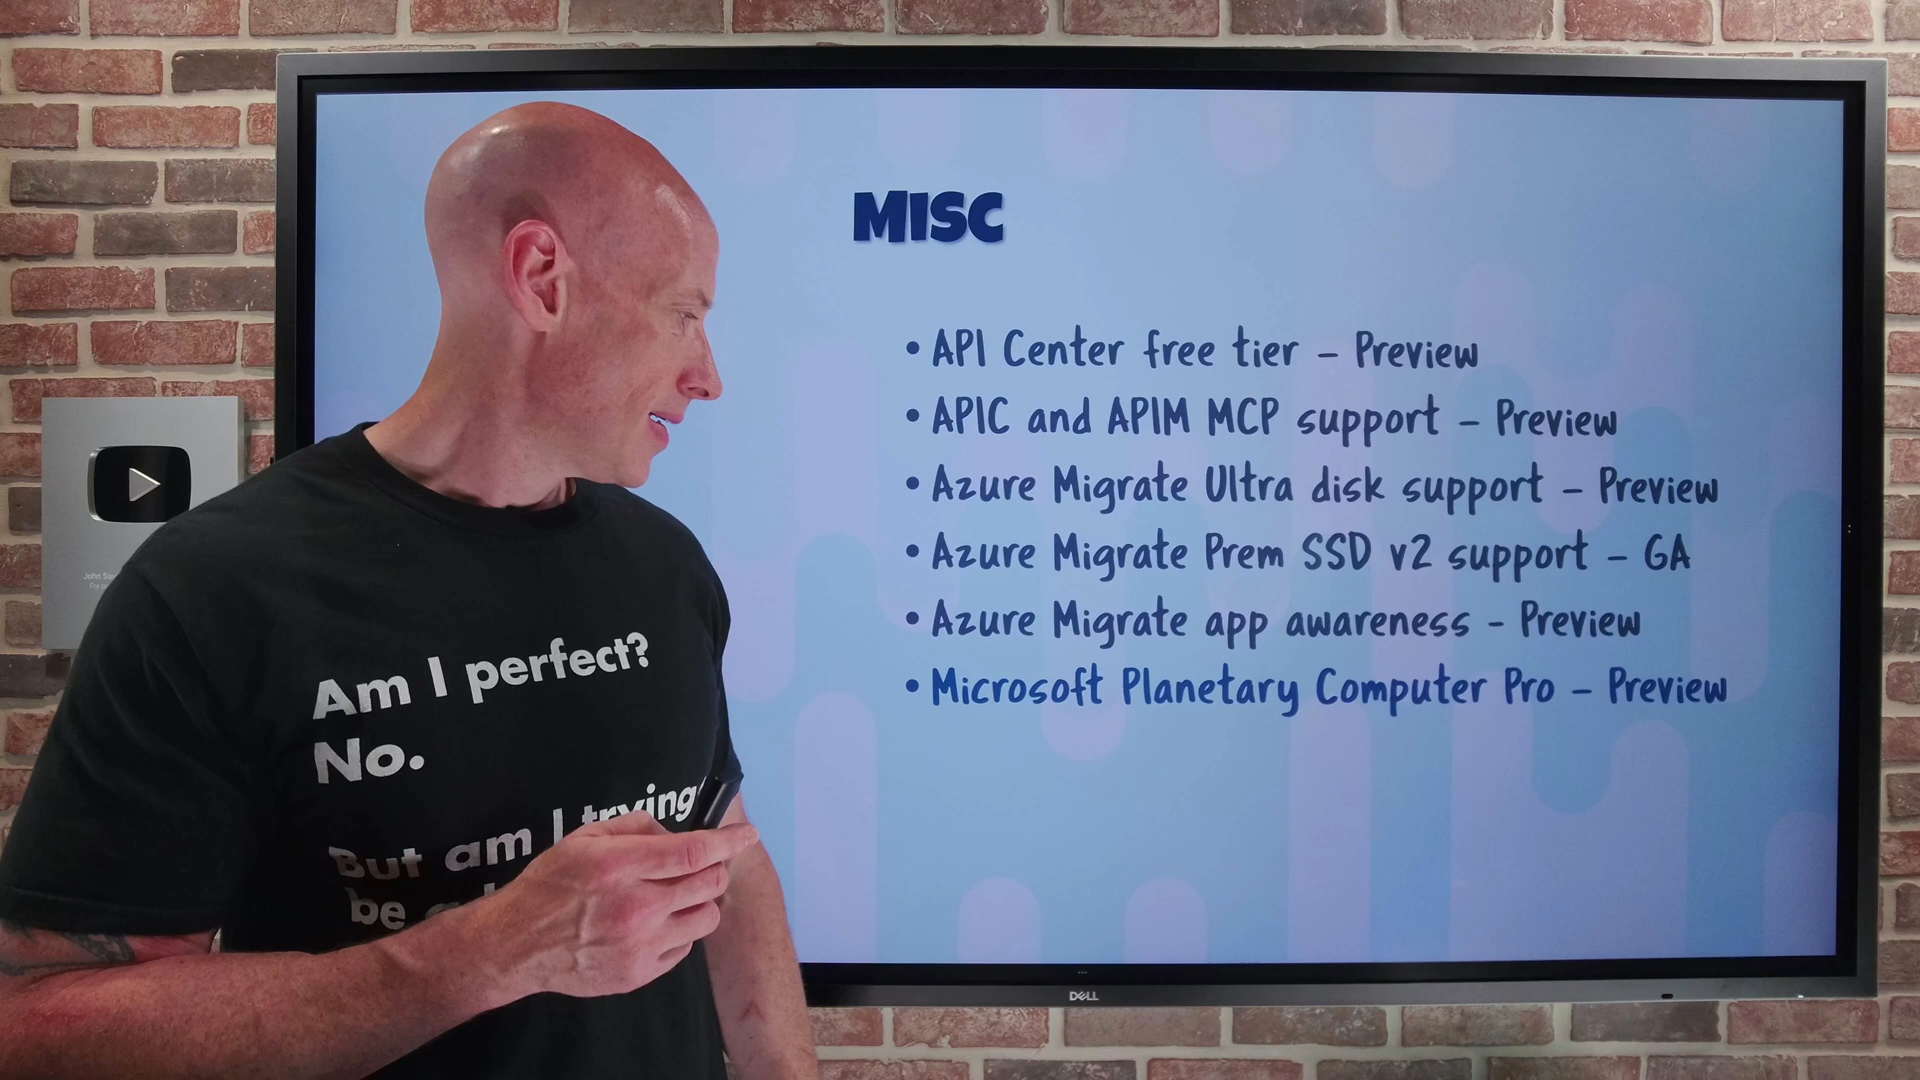 MISC
• API Center free tier – Preview
• APIC and APIM MCP support – Preview
• Azure Migrate Ultra disk support – Preview
• Azure Migrate Prem SSD v2 support – GA
• Azure Migrate app awareness - Preview
• Microsoft Planetary Computer Pro – Preview
John
For
Am I perfect?
No.
But am I trying
be
DELL